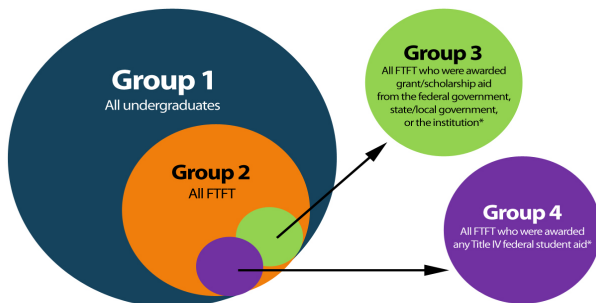 Group 1
All undergraduates
Group 2
All FTFT
Group 3
All FTFT who were awarded
grant/scholarship aid
from the federal government,
state/local government,
or the institution*
Group 4
All FTFT who were awarded
any Title IV federal student aid*